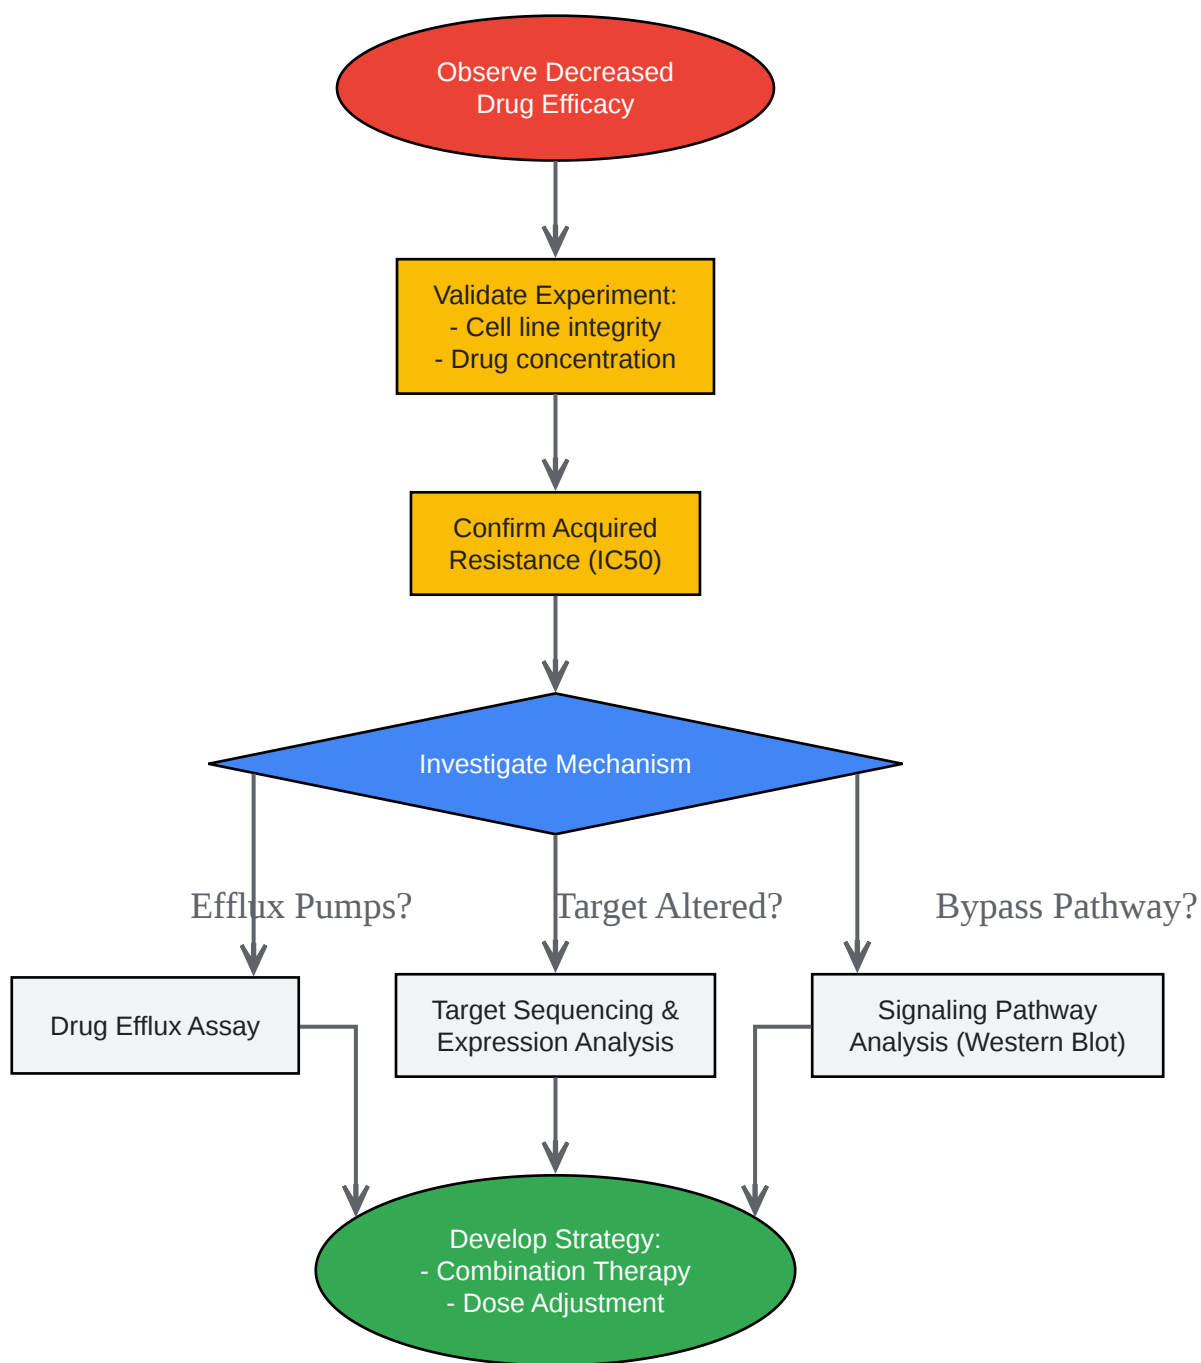 Observe Decreased
Drug Efficacy
Validate Experiment:
- Cell line integrity
- Drug concentration
Confirm Acquired
Resistance (IC50)
Investigate Mechanism
Efflux Pumps?
Target Altered?
Bypass Pathway?
Drug Efflux Assay
Target Sequencing &
Expression Analysis
Signaling Pathway
Analysis (Western Blot)
Develop Strategy:
- Combination Therapy
- Dose Adjustment